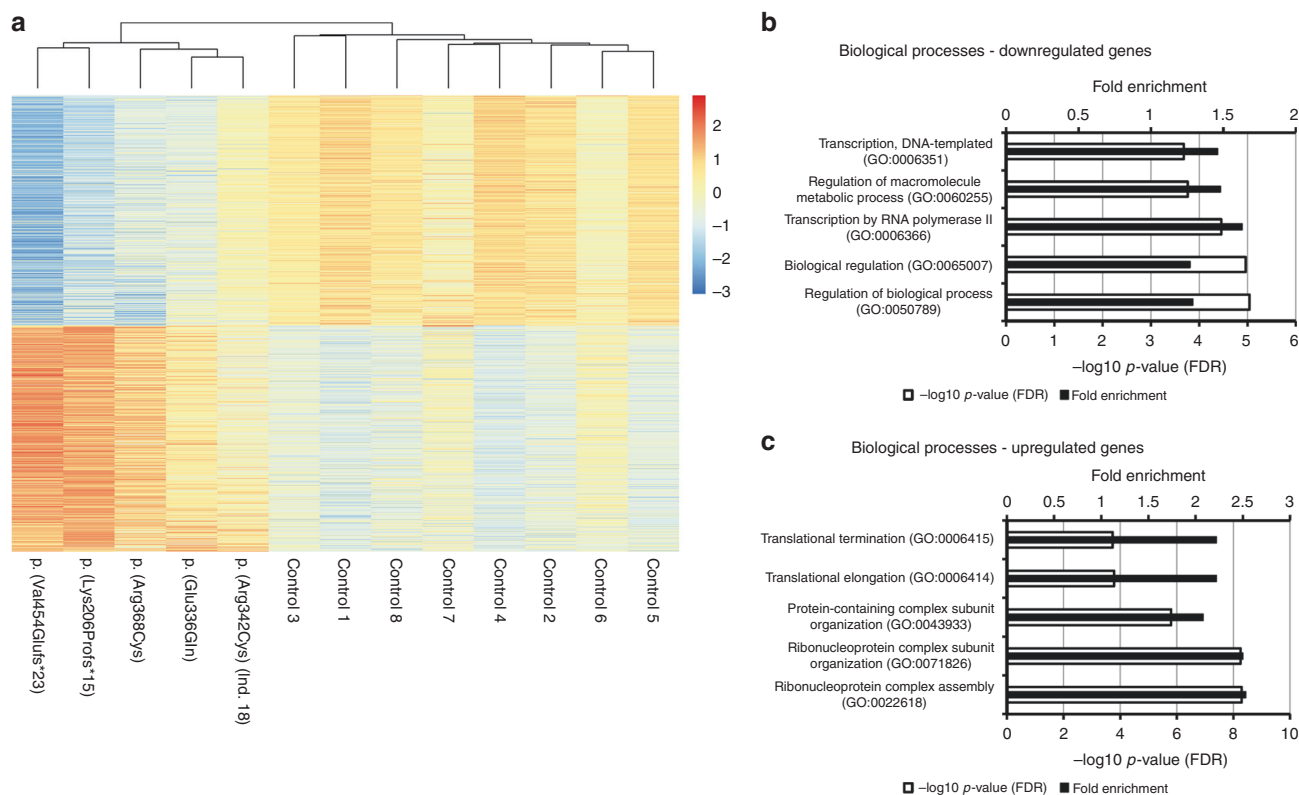 a
2
1
0
−1
−2
−3
p. (Val454Glufs*23)
p. (Lys206Profs*15)
p. (Arg368Cys)
p. (Glu336Gln)
p. (Arg342Cys) (Ind. 18)
Control 3
Control 1
Control 8
Control 7
Control 4
Control 2
Control 6
Control 5
b
Biological processes - downregulated genes
Fold enrichment
0 0.5 1 1.5 2
Transcription, DNA-templated
(GO:0006351)
Regulation of macromolecule
metabolic process (GO:0060255)
Transcription by RNA polymerase II
(GO:0006366)
Biological regulation (GO:0065007)
Regulation of biological process
(GO:0050789)
0 1 2 3 4 5 6
−log10 p-value (FDR)
−log10 p-value (FDR) Fold enrichment
c
Biological processes - upregulated genes
Fold enrichment
0 0.5 1 1.5 2 2.5 3
Translational termination (GO:0006415)
Translational elongation (GO:0006414)
Protein-containing complex subunit
organization (GO:0043933)
Ribonucleoprotein complex subunit
organization (GO:0071826)
Ribonucleoprotein complex assembly
(GO:0022618)
0 2 4 6 8 10
−log10 p-value (FDR)
−log10 p-value (FDR) Fold enrichment